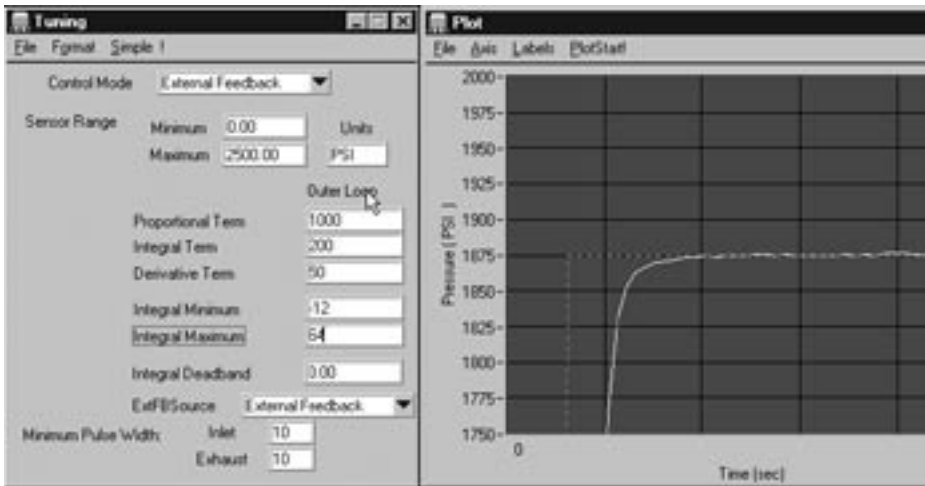 Tuning
File Format Simple !
Control Mode External Feedback
Sensor Range Minimum 0.00 Units
Maximum 2500.00 PSI
Outer Loop
Proportional Term 1000
Integral Term 200
Derivative Term 50
Integral Minimum -12
Integral Maximum 64
Integral Deadband 0.00
ExtFBSource External Feedback
Minimum Pulse Width: Inlet 10
Exhaust 10
Plot
File Axis Labels PlotStart!
Pressure ( PSI )
2000
1975
1950
1925
1900
1875
1850
1825
1800
1775
1750
0
Time (sec)